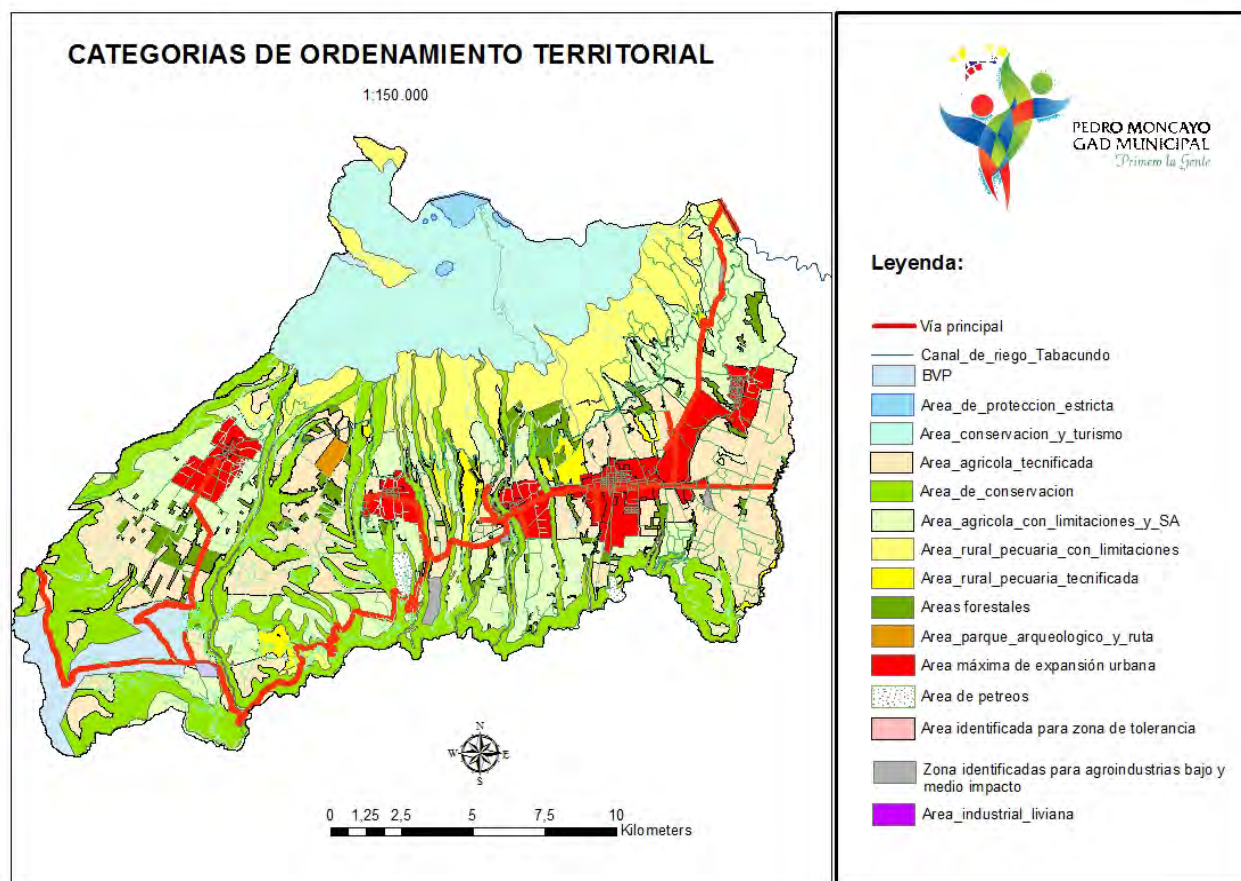 CATEGORIAS DE ORDENAMIENTO TERRITORIAL
1:150.000
N
W
E
S
0 1,25 2,5 5 7,5 10
Kilometers
PEDRO MONCAYO
GAD MUNICIPAL
Primero la Gente
Leyenda:
Vía principal
Canal_de_riego_Tabacundo
BVP
Area_de_proteccion_estricta
Area_conservacion_y_turismo
Area_agricola_tecnificada
Area_de_conservacion
Area_agricola_con_limitaciones_y_SA
Area_rural_pecuaria_con_limitaciones
Area_rural_pecuaria_tecnificada
Areas forestales
Area_parque_arqueologico_y_ruta
Area máxima de expansión urbana
Area de petreos
Area identificada para zona de tolerancia
Zona identificadas para agroindustrias bajo y
medio impacto
Area_industrial_liviana